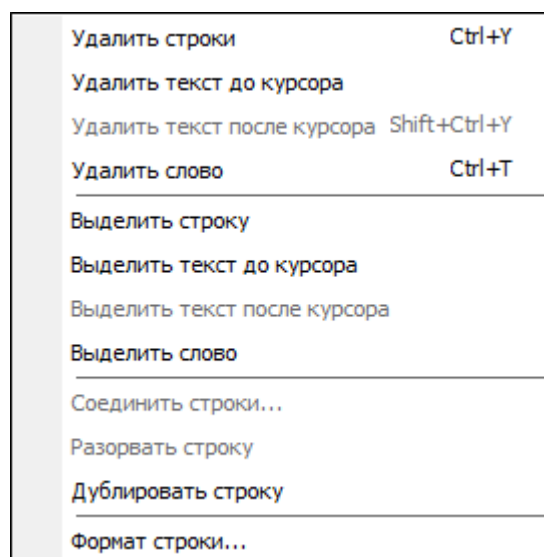 Удалить строки Ctrl+Y
Удалить текст до курсора
Удалить текст после курсора Shift+Ctrl+Y
Удалить слово Ctrl+T
Выделить строку
Выделить текст до курсора
Выделить текст после курсора
Выделить слово
Соединить строки...
Разорвать строку
Дублировать строку
Формат строки...